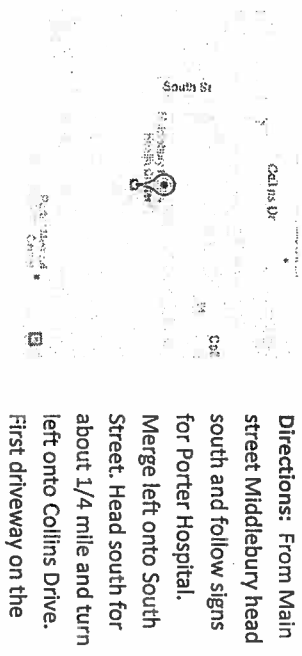 South St
Collins Dr
Directions: From Main
street Middlebury head
south and follow signs
for Porter Hospital.
Merge left onto South
Street. Head south for
about 1/4 mile and turn
left onto Collins Drive.
First driveway on the